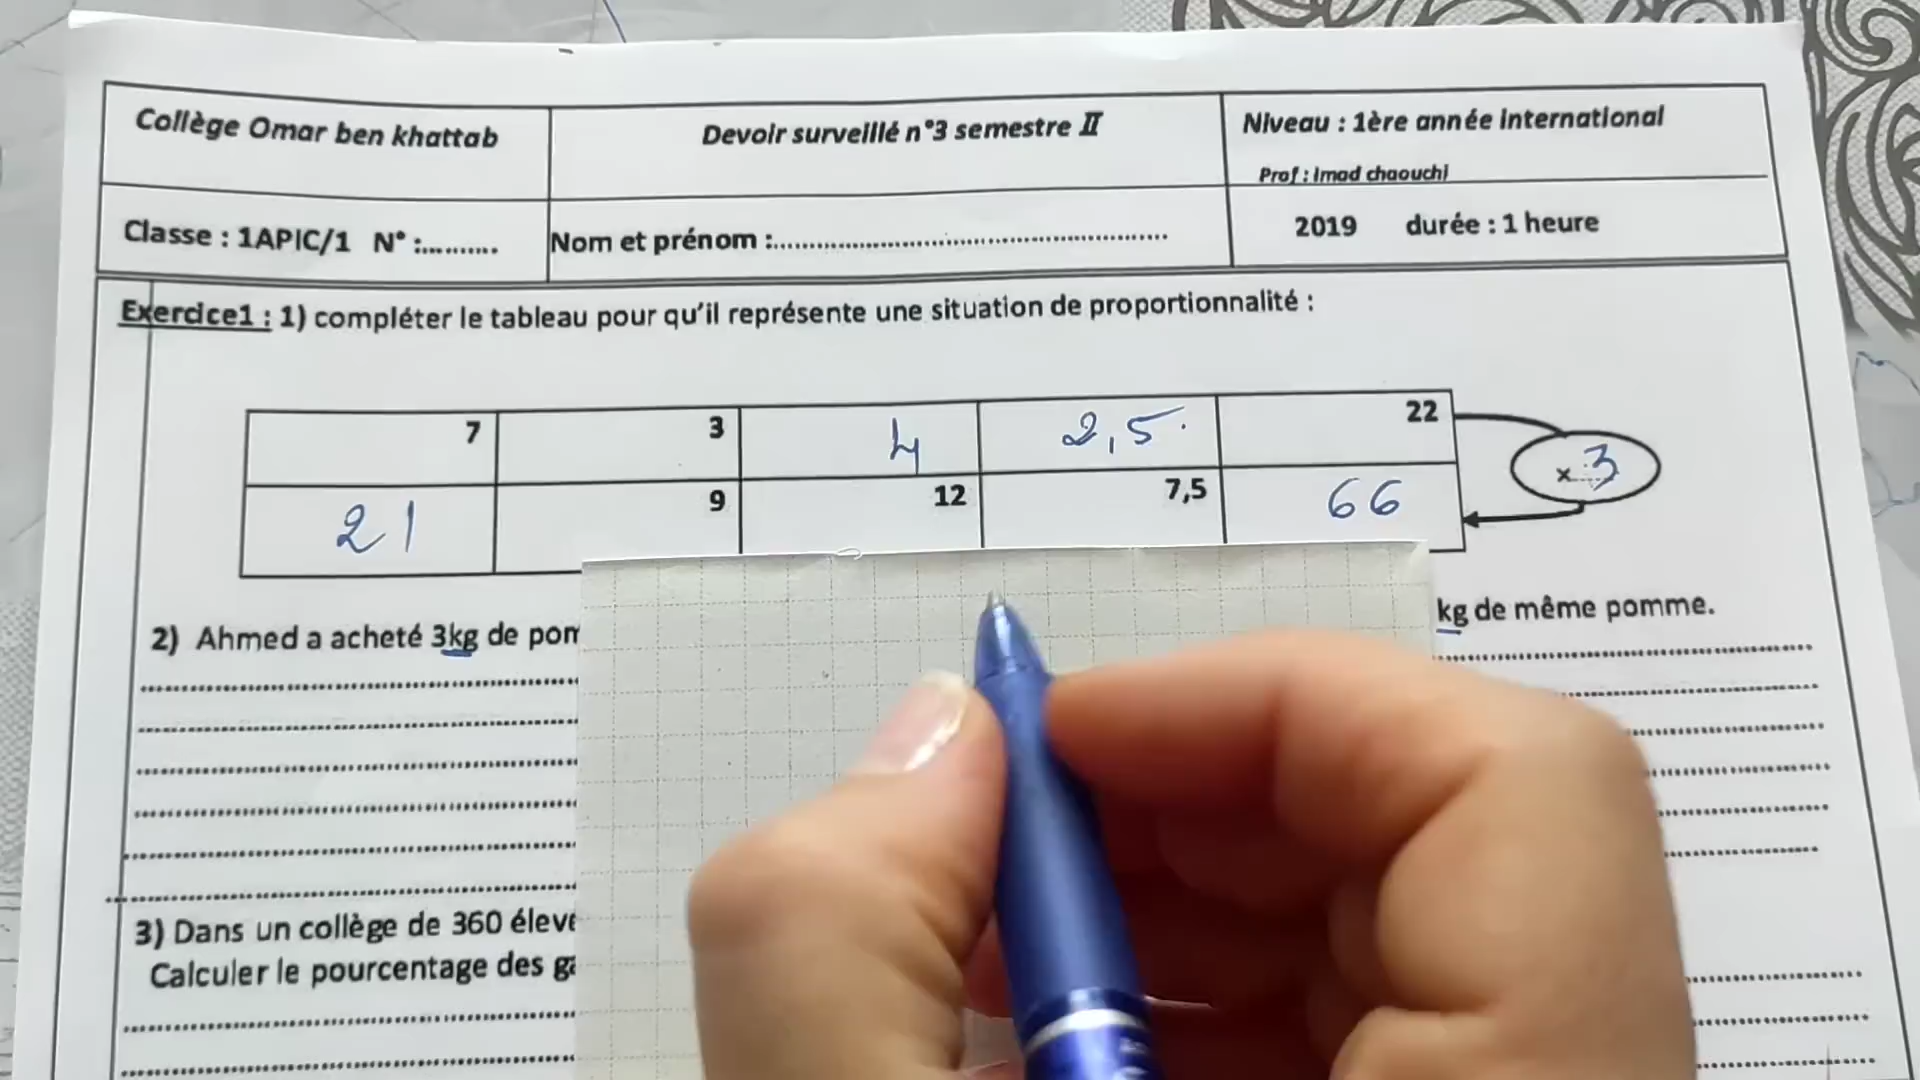 Collège Omar ben khattab
Devoir surveillé n°3 semestre II
Niveau : 1ère année international
Prof : Imad chaouchi
Classe : 1APIC/1 N° :..........
Nom et prénom :................................................
2019 durée : 1 heure
Exercice1 : 1) compléter le tableau pour qu'il représente une situation de proportionnalité :
7 3 4 2,5 22
x 3
21 9 12 7,5 66
2) Ahmed a acheté 3kg de
kg de même pomme.
3) Dans un collège de 360
Calculer le pourcentage des